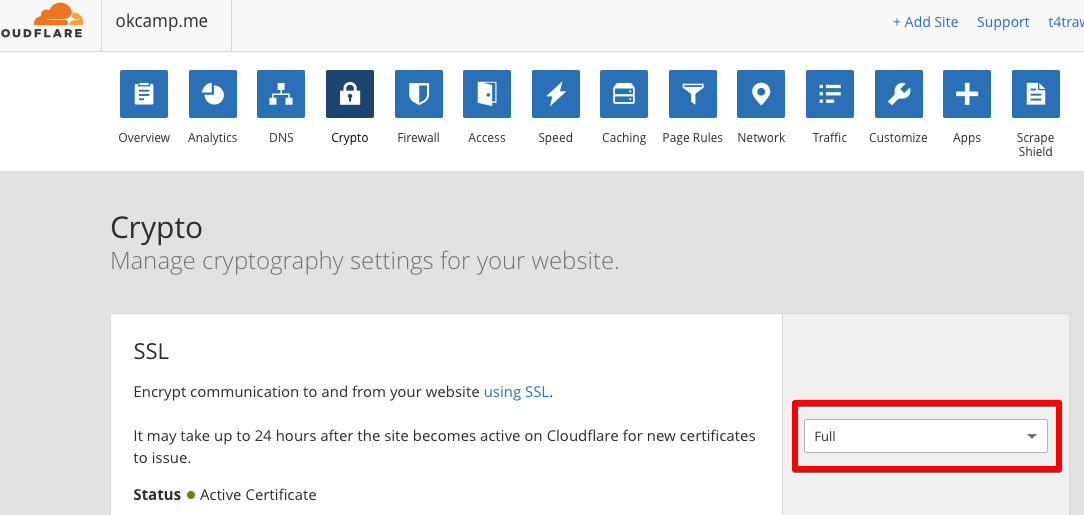 OUDFLARE
okcamp.me
+ Add Site Support
Overview Analytics DNS Crypto Firewall Access Speed Caching Page Rules Network Traffic Customize Apps Scrape
Shield
Crypto
Manage cryptography settings for your website.
SSL
Encrypt communication to and from your website using SSL.
It may take up to 24 hours after the site becomes active on Cloudflare for new certificates
to issue.
Full
Status Active Certificate